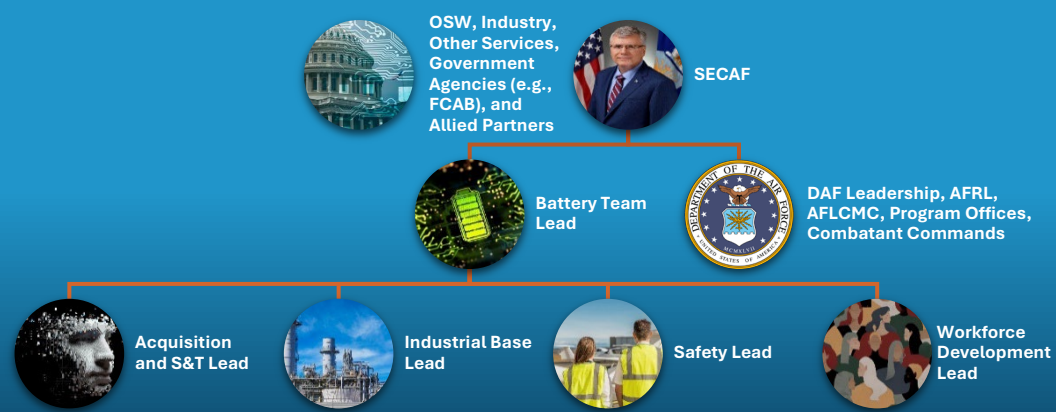 OSW, Industry,
Other Services,
Government
Agencies (e.g.,
FCAB), and
Allied Partners
SECAF
Battery Team
Lead
DEPARTMENT OF THE AIR FORCE
MCMXLVII
UNITED STATES OF AMERICA
DAF Leadership, AFRL,
AFLCMC, Program Offices,
Combatant Commands
Acquisition
and S&T Lead
Industrial Base
Lead
Safety Lead
Workforce
Development
Lead